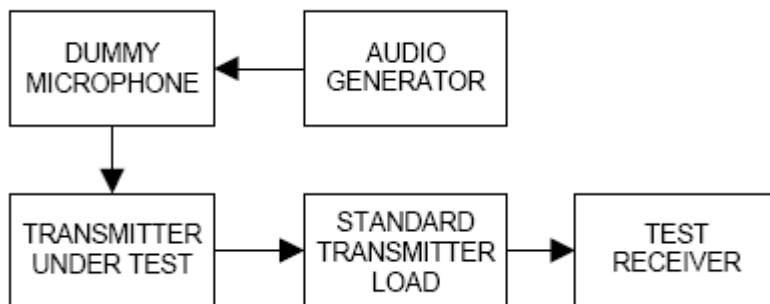 DUMMY
MICROPHONE
AUDIO
GENERATOR
TRANSMITTER
UNDER TEST
STANDARD
TRANSMITTER
LOAD
TEST
RECEIVER